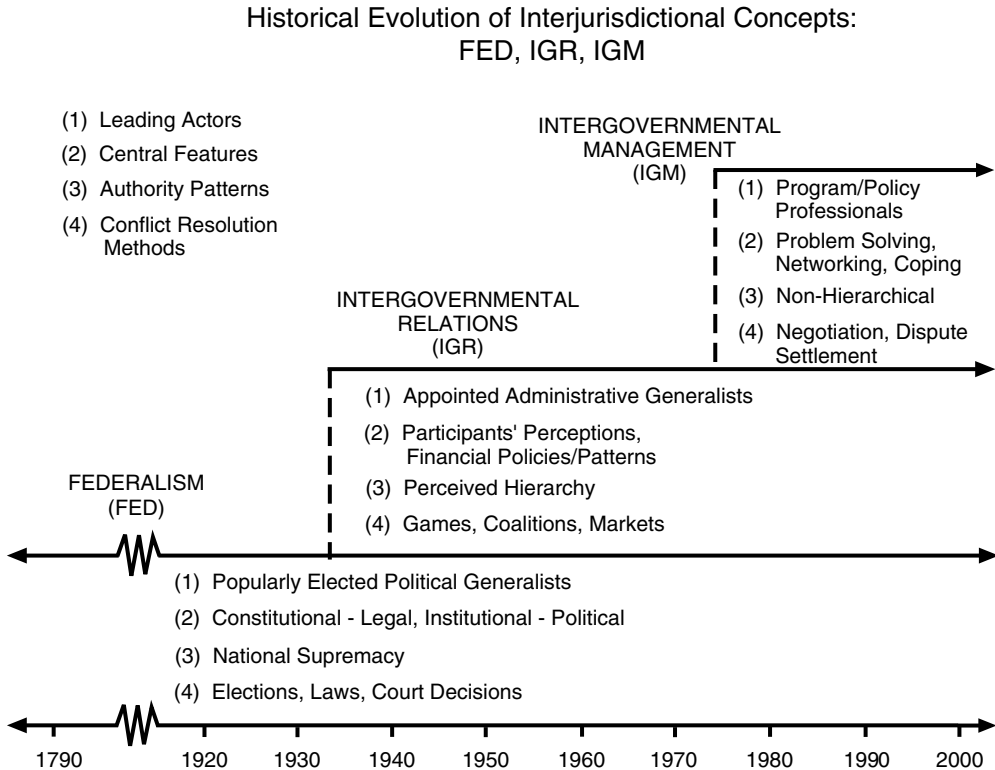 Historical Evolution of Interjurisdictional Concepts:
FED, IGR, IGM
(1) Leading Actors
(2) Central Features
(3) Authority Patterns
(4) Conflict Resolution
Methods
INTERGOVERNMENTAL
MANAGEMENT
(IGM)
(1) Program/Policy
Professionals
(2) Problem Solving,
Networking, Coping
(3) Non-Hierarchical
(4) Negotiation, Dispute
Settlement
INTERGOVERNMENTAL
RELATIONS
(IGR)
(1) Appointed Administrative Generalists
(2) Participants' Perceptions,
Financial Policies/Patterns
(3) Perceived Hierarchy
(4) Games, Coalitions, Markets
FEDERALISM
(FED)
(1) Popularly Elected Political Generalists
(2) Constitutional - Legal, Institutional - Political
(3) National Supremacy
(4) Elections, Laws, Court Decisions
1790 1920 1930 1940 1950 1960 1970 1980 1990 2000